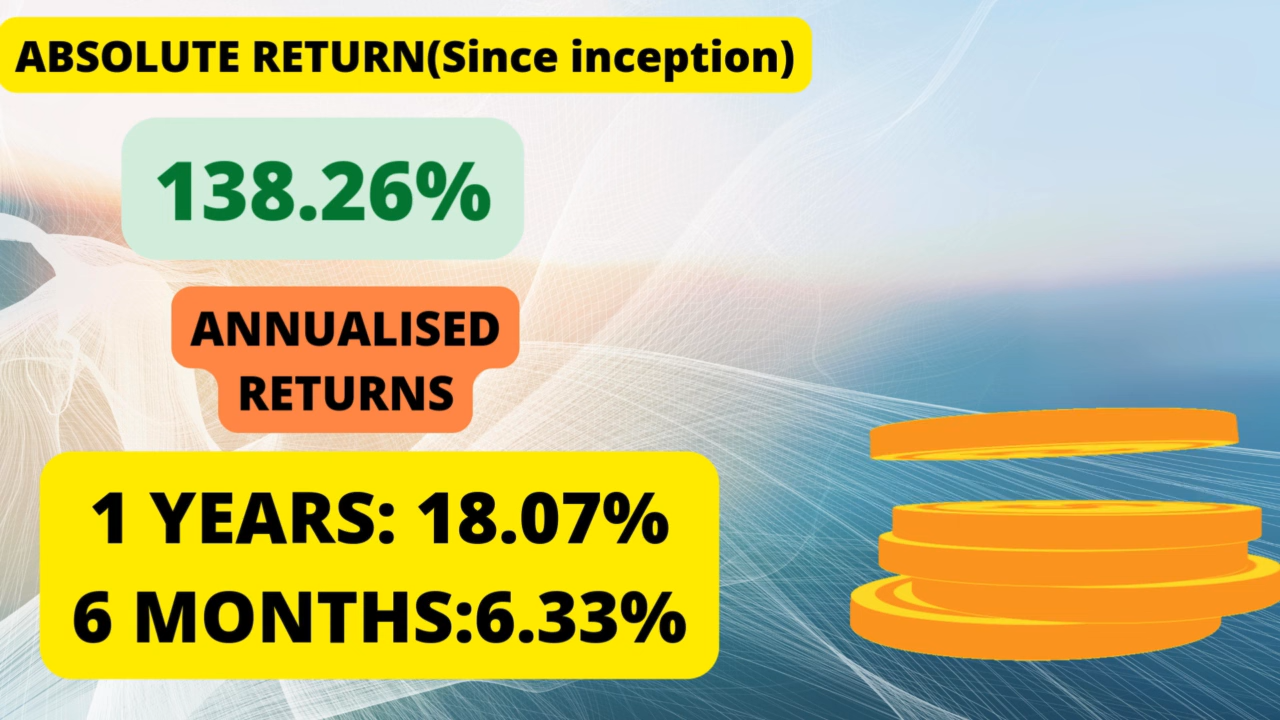 ABSOLUTE RETURN(Since inception)
138.26%
ANNUALISED
RETURNS
1 YEARS: 18.07%
6 MONTHS:6.33%